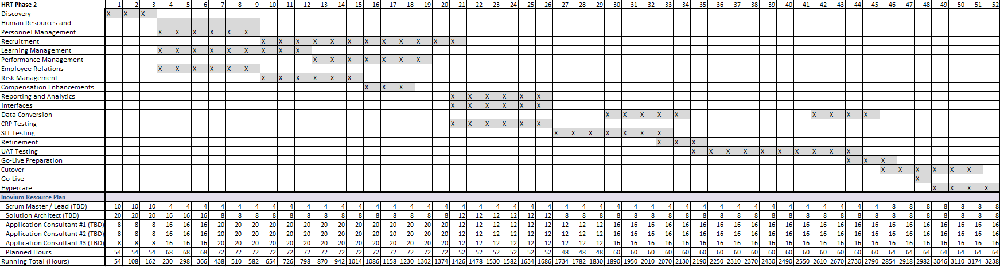 HRT Phase 2 1 2 3 4 5 6 7 8 9 10 11 12 13 14 15 16 17 18 19 20 21 22 23 24 25 26 27 28 29 30 31 32 33 34 35 36 37 38 39 40 41 42 43 44 45 46 47 48 49 50 51 52
Discovery X X X
Human Resources and
Personnel Management X X X X X X
Recruitment X X X X X X X X X X X X
Learning Management X X X X X X X X X
Performance Management X X X X X X X
Employee Relations X X X X X X
Risk Management X X X X X X
Compensation Enhancements X X X
Reporting and Analytics X X X X X X
Interfaces X X X X X X
Data Conversion X X X X X X X X X
CRP Testing X X X X X X
SIT Testing X X X X X X X
Refinement X X X
UAT Testing X X X X X X X X X X
Go-Live Preparation X X X
Cutover X X X X X X
Go-Live X
Hypercare X X X X
Inovium Resource Plan
Scrum Master / Lead (TBD) 10 10 10 4 4 4 4 4 4 4 4 4 4 4 4 4 4 4 4 4 4 4 4 4 4 4 4 4 4 4 4 4 4 4 4 4 4 4 4 4 4 4 4 4 4 8 8 8 8 8 8 8
Solution Architect (TBD) 20 20 20 16 16 16 8 8 8 8 8 8 8 8 8 8 8 8 8 8 12 12 12 12 12 12 8 8 8 8 8 8 8 8 8 8 8 8 8 8 8 8 8 8 8 8 8 8 8 8 8 8
Application Consultant #1 (TBD) 8 8 8 16 16 16 20 20 20 20 20 20 20 20 20 20 20 20 20 20 12 12 12 12 12 12 12 12 12 16 16 16 16 16 16 16 16 16 16 16 16 16 16 16 16 16 16 16 16 16 16 16
Application Consultant #2 (TBD) 8 8 8 16 16 16 20 20 20 20 20 20 20 20 20 20 20 20 20 20 12 12 12 12 12 12 12 12 12 16 16 16 16 16 16 16 16 16 16 16 16 16 16 16 16 16 16 16 16 16 16 16
Application Consultant #3 (TBD) 8 8 8 16 16 16 20 20 20 20 20 20 20 20 20 20 20 20 20 20 12 12 12 12 12 12 12 12 12 16 16 16 16 16 16 16 16 16 16 16 16 16 16 16 16 16 16 16 16 16 16 16
Planned Hours 54 54 54 68 68 68 72 72 72 72 72 72 72 72 72 72 72 72 72 72 52 52 52 52 52 52 48 48 48 60 60 60 60 60 60 60 60 60 60 60 60 60 60 60 60 64 64 64 64 64 64 64
Running Total (Hours) 54 108 162 230 298 366 438 510 582 654 726 798 870 942 1014 1086 1158 1230 1302 1374 1426 1478 1530 1582 1634 1686 1734 1782 1830 1890 1950 2010 2070 2130 2190 2250 2310 2370 2430 2490 2550 2610 2670 2730 2790 2854 2918 2982 3046 3110 3174 3238